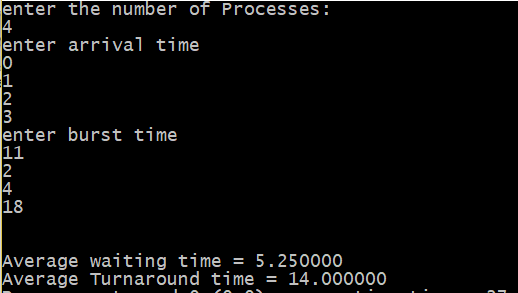 enter the number of Processes:
4
enter arrival time
0
1
2
3
enter burst time
11
2
4
18
Average waiting time = 5.250000
Average Turnaround time = 14.000000